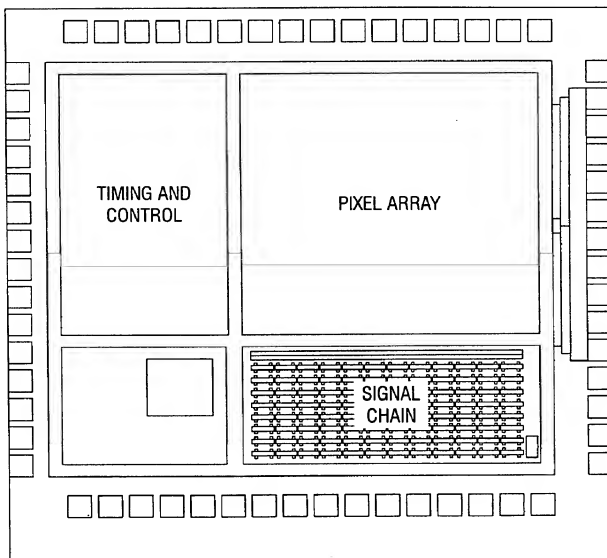 TIMING AND
CONTROL
PIXEL ARRAY
SIGNAL
CHAIN